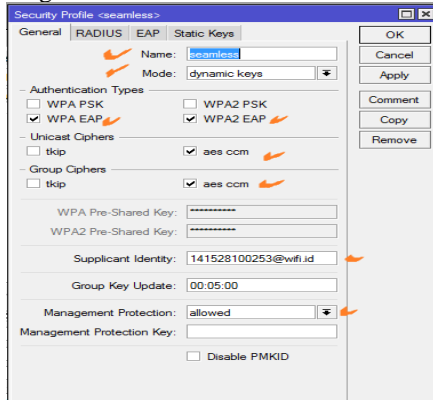 Security Profile <seamless>
General RADIUS EAP Static Keys
Name: seamless
Mode: dynamic keys
Authentication Types
WPA PSK WPA2 PSK
WPA EAP WPA2 EAP
Unicast Ciphers
tkip aes ccm
Group Ciphers
tkip aes ccm
WPA Pre-Shared Key: **********
WPA2 Pre-Shared Key: **********
Supplicant Identity: 141528100253@wifi.id
Group Key Update: 00:05:00
Management Protection: allowed
Management Protection Key:
Disable PMKID
OK
Cancel
Apply
Comment
Copy
Remove